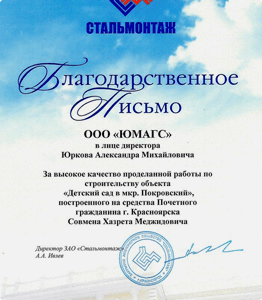 СТАЛЬМОНТАЖ
Благодарственное
Письмо
ООО «ЮМАГС»
в лице директора
Юркова Александра Михайловича
За высокое качество проделанной работы по
строительству объекта
«Детский сад в мкр. Покровский»,
построенного на средства Почетного
гражданина г. Красноярска
Совмена Хазрета Меджидовича
Директор ЗАО «Стальмонтаж»
А.А.